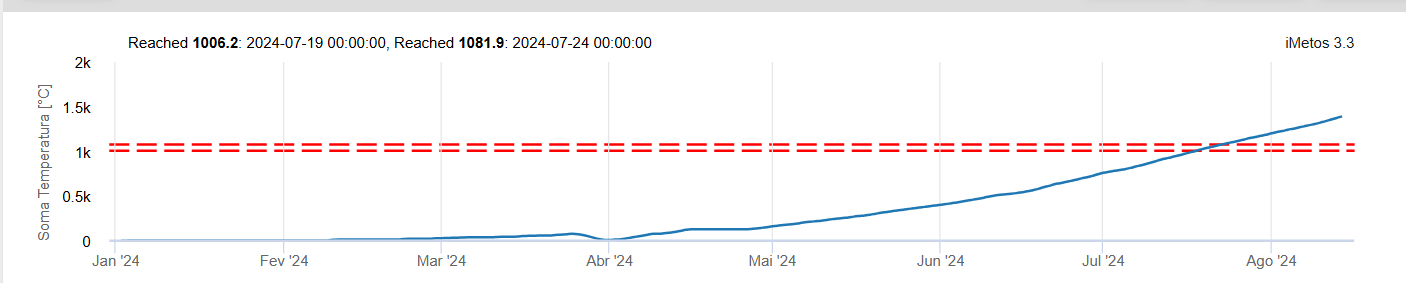 Reached 1006.2: 2024-07-19 00:00:00, Reached 1081.9: 2024-07-24 00:00:00
iMetos 3.3
Soma Temperatura [°C]
2k
1.5k
1k
0.5k
0
Jan '24
Fev '24
Mar '24
Abr '24
Mai '24
Jun '24
Jul '24
Ago '24